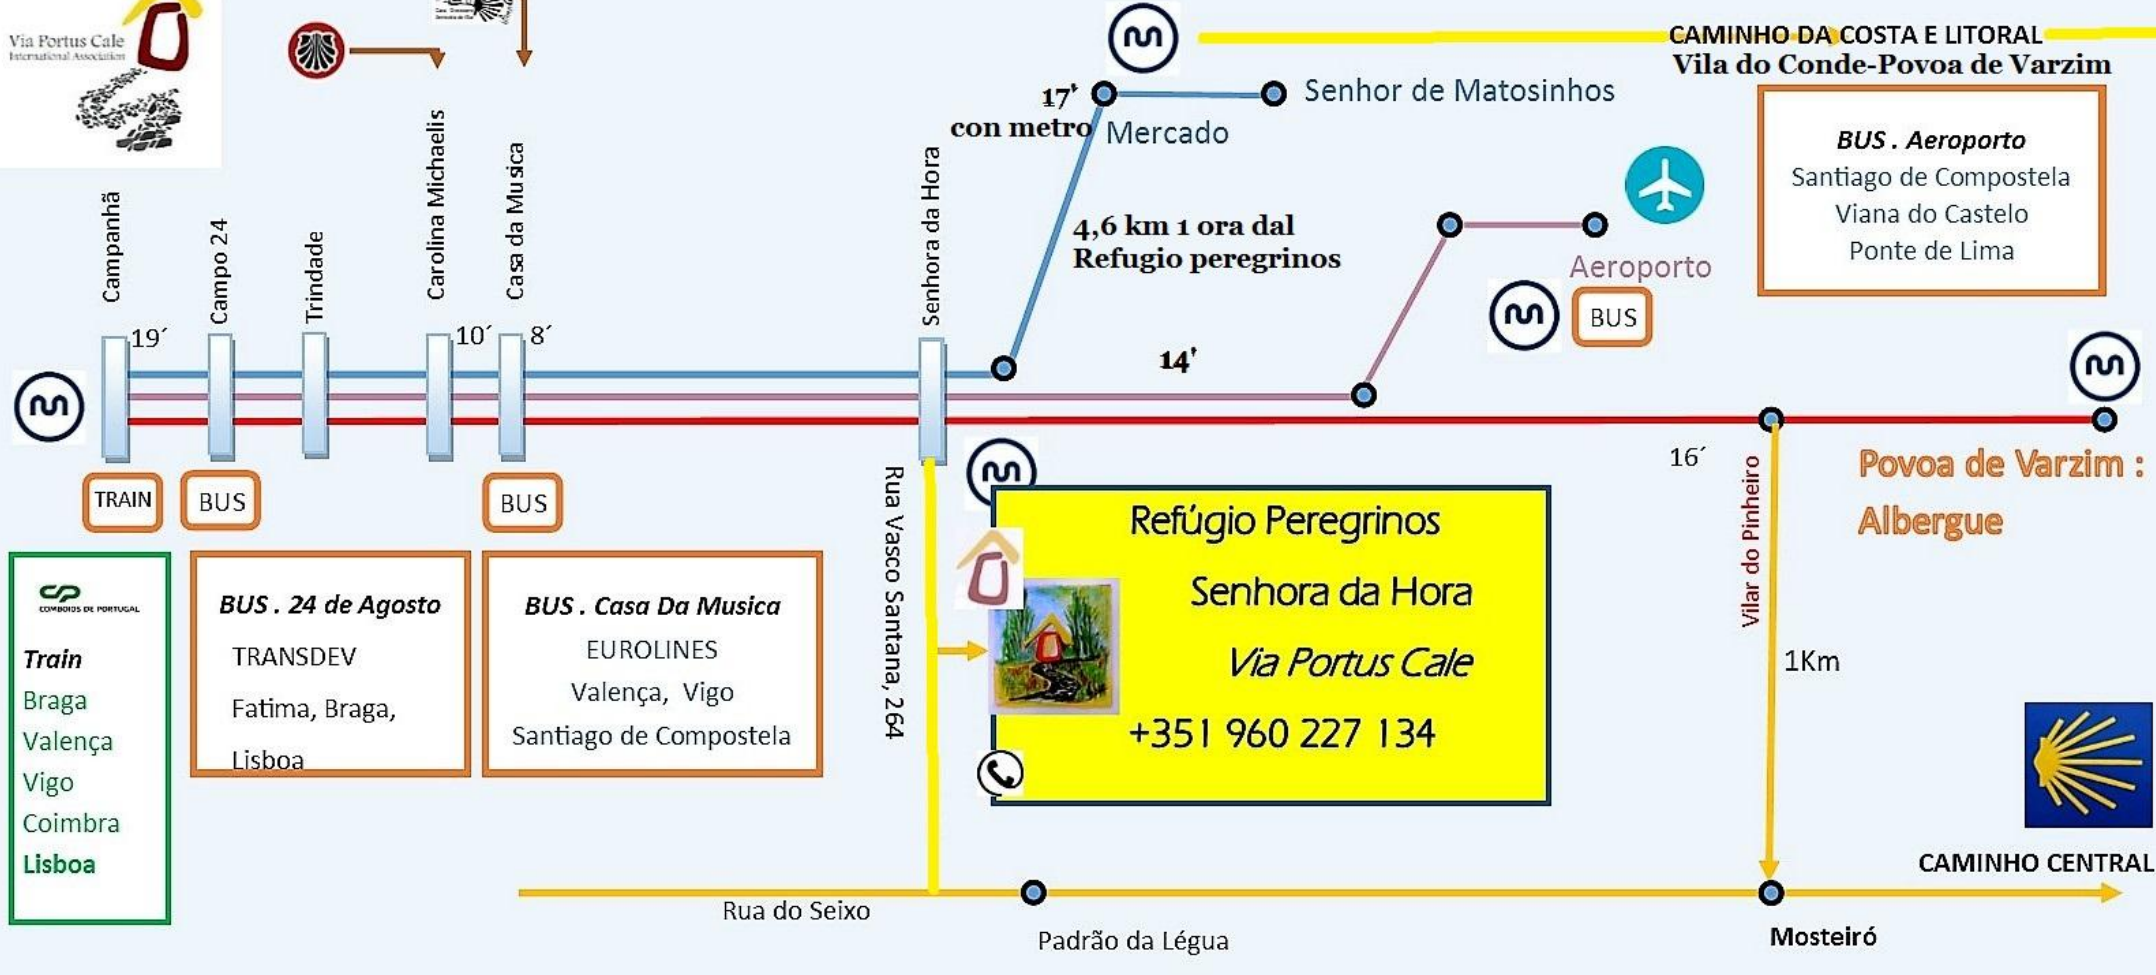 Via Portus Cale
International Association
CAMINHO DA COSTA E LITORAL
Vila do Conde-Povoa de Varzim
17'
con metro
Mercado
Senhor de Matosinhos
BUS . Aeroporto
Santiago de Compostela
Viana do Castelo
Ponte de Lima
4,6 km 1 ora dal
Refugio peregrinos
Aeroporto
BUS
Campanhã
Campo 24
Trindade
Carolina Michaelis
Casa da Musica
Senhora da Hora
19´
10´
8´
14'
16´
TRAIN
BUS
BUS
Rua Vasco Santana, 264
Vilar do Pinheiro
Povoa de Varzim :
Albergue
CP
COMBOIOS DE PORTUGAL
Train
Braga
Valença
Vigo
Coimbra
Lisboa
BUS . 24 de Agosto
TRANSDEV
Fatima, Braga,
Lisboa
BUS . Casa Da Musica
EUROLINES
Valença, Vigo
Santiago de Compostela
Refúgio Peregrinos
Senhora da Hora
Via Portus Cale
+351 960 227 134
1Km
CAMINHO CENTRAL
Rua do Seixo
Padrão da Légua
Mosteiró